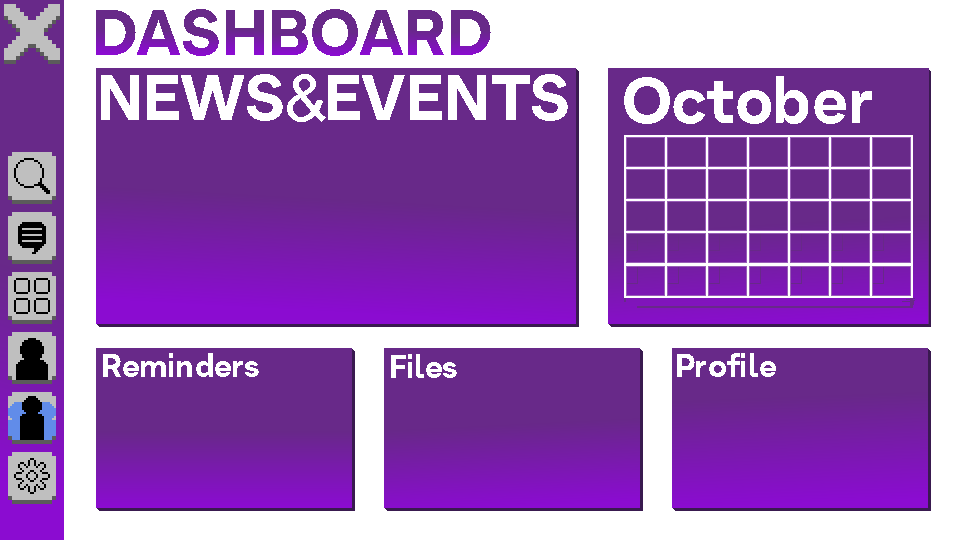 DASHBOARD
NEWS&EVENTS
October
Reminders
Files
Profile